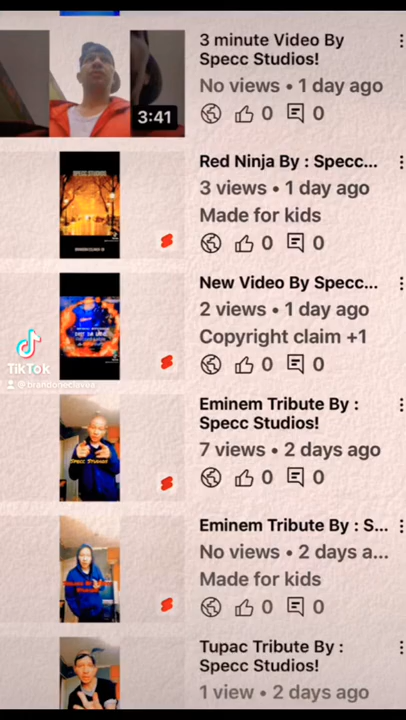 3 minute Video By
Specc Studios!
No views • 1 day ago
0 0
3:41
Red Ninja By : Specc...
3 views • 1 day ago
Made for kids
0 0
SPECC STUDIOS
New Video By Specc...
2 views • 1 day ago
Copyright claim +1
0 0
TikTok
Eminem Tribute By :
Specc Studios!
7 views • 2 days ago
0 0
Specc Studios
Eminem Tribute By : S...
No views • 2 days a...
Made for kids
0 0
Tupac Tribute By :
Specc Studios!
1 view • 2 days ago